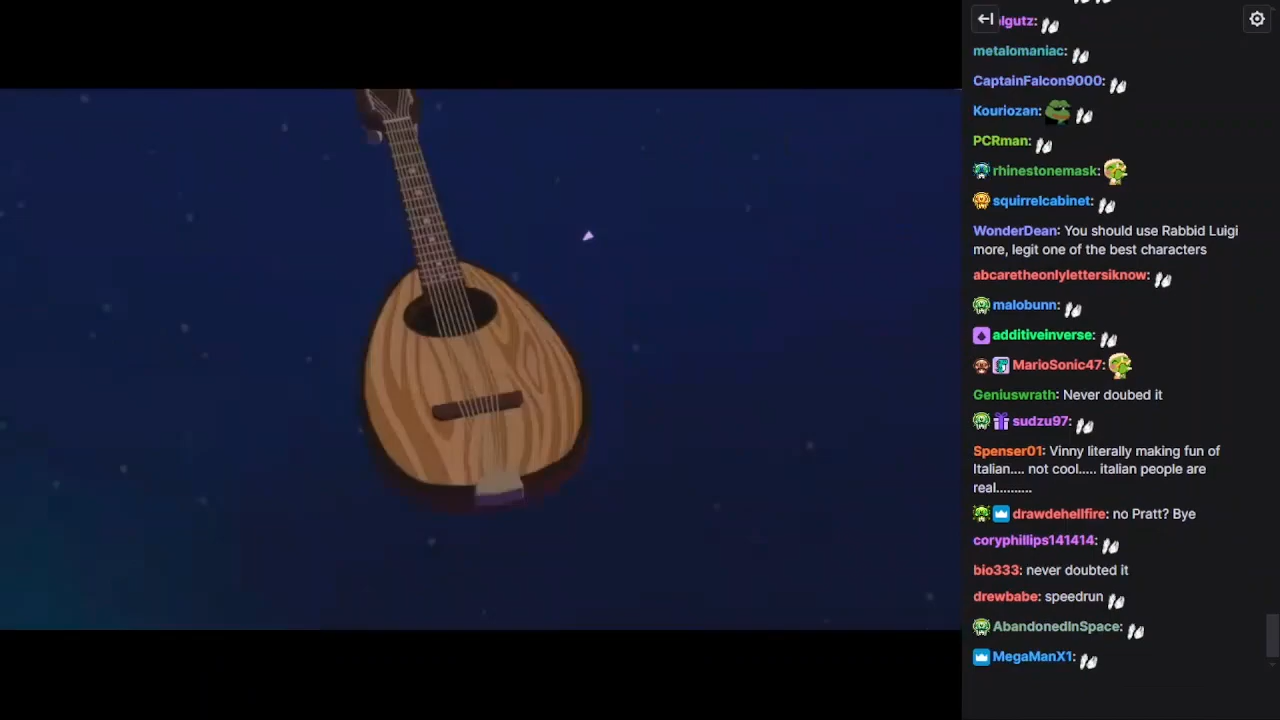 lgutz:
metalomaniac:
CaptainFalcon9000:
Kouriozan:
PCRman:
rhinestonemask:
squirrelcabinet:
WonderDean: You should use Rabbid Luigi
more, legit one of the best characters
abcaretheonlylettersiknow:
malobunn:
additiveinverse:
MarioSonic47:
Geniuswrath: Never doubed it
sudzu97:
Spenser01: Vinny literally making fun of
Italian.... not cool..... italian people are
real..........
drawdehellfire: no Pratt? Bye
coryphillips141414:
bio333: never doubted it
drewbabe: speedrun
AbandonedInSpace:
MegaManX1: